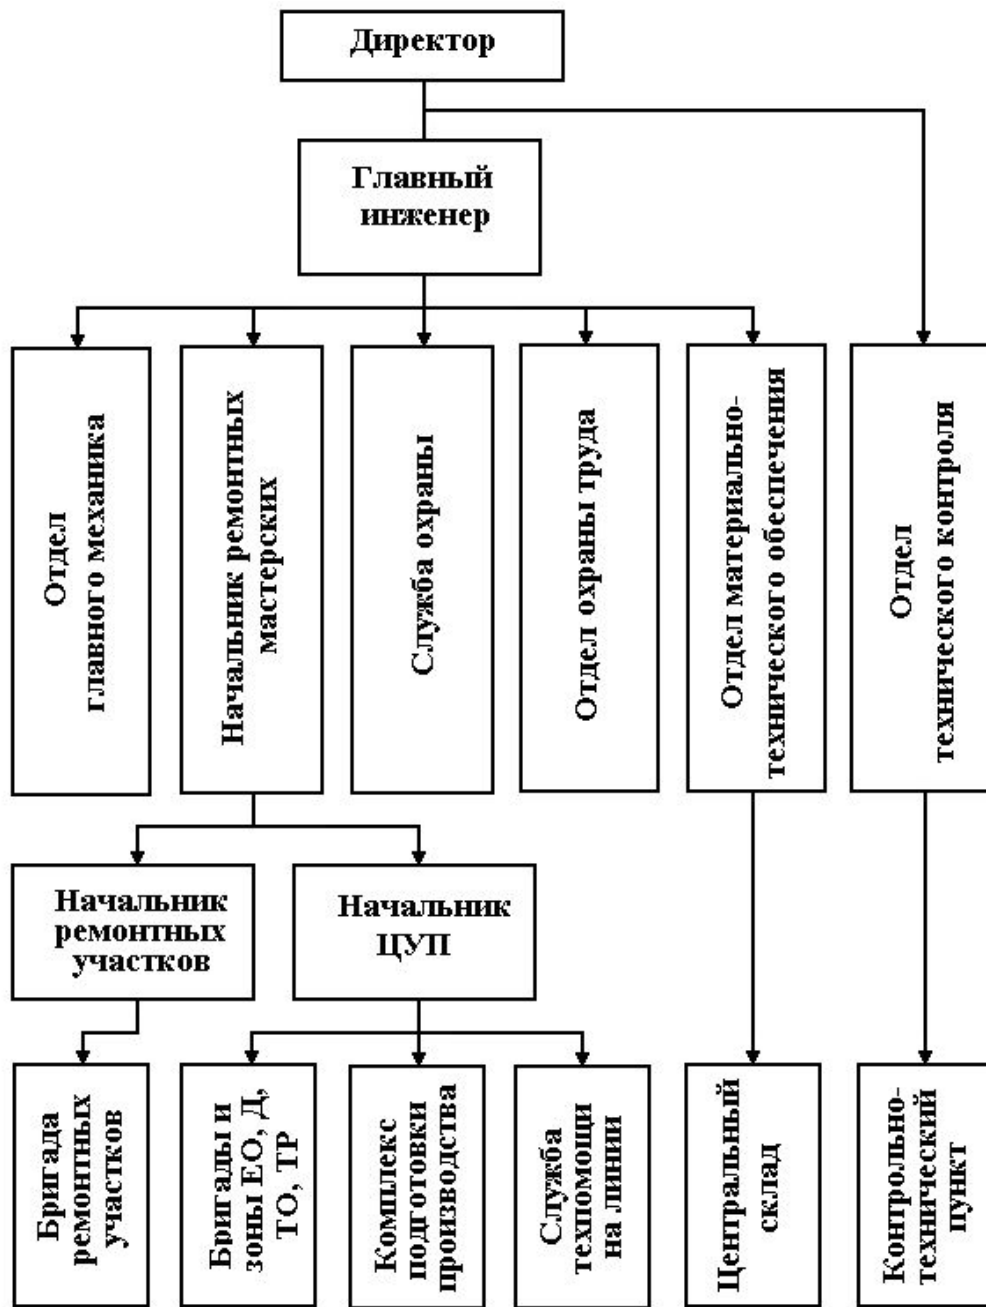 Директор
Главный
инженер
Отдел
главного механика
Начальник ремонтных
мастерских
Служба охраны
Отдел охраны труда
Отдел материально-
технического обеспечения
Отдел
технического контроля
Начальник
ремонтных
участков
Начальник
ЦУП
Бригада
ремонтных
участков
Бригады и
зоны ЕО, Д,
ТО, ТР
Комплекс
подготовки
производства
Служба
техпомощи
на линии
Центральный
склад
Контрольно-
технический
пункт